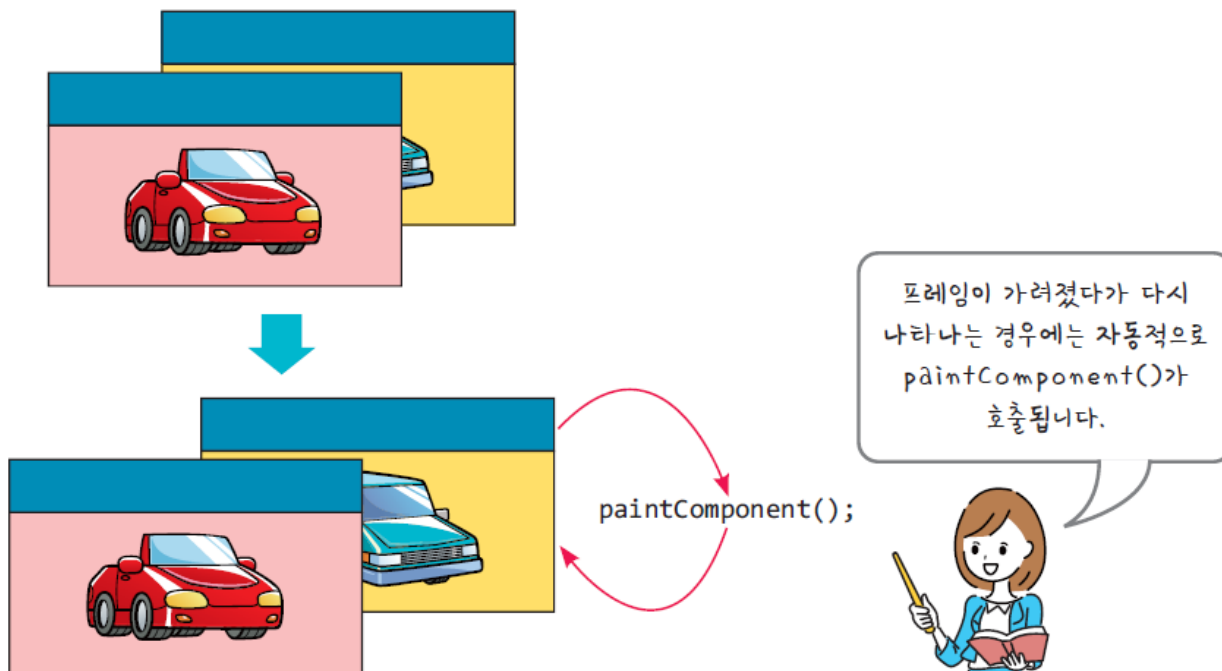 프레임이 가려졌다가 다시
나타나는 경우에는 자동적으로
paintComponent()가
호출됩니다.
paintComponent();